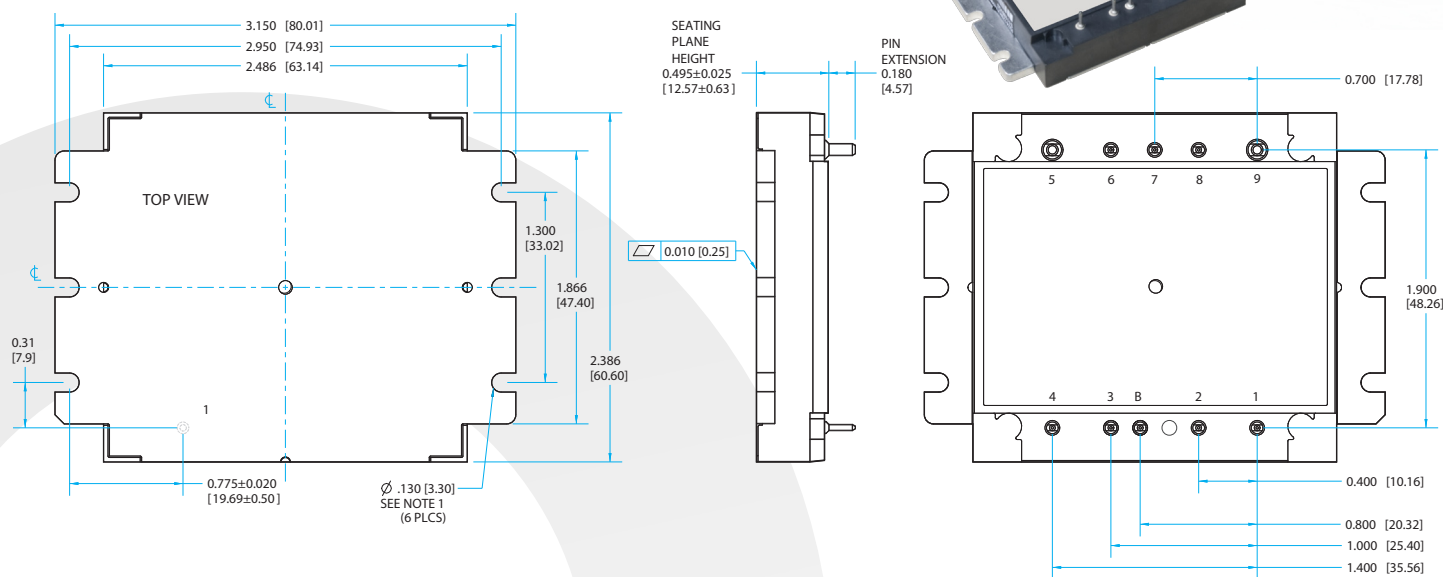 3.150 [80.01]
2.950 [74.93]
2.486 [63.14]
℄
℄
TOP VIEW
1.300
[33.02]
1.866
[47.40]
2.386
[60.60]
0.31
[7.9]
1
0.775±0.020
[19.69±0.50]
Ø .130 [3.30]
SEE NOTE 1
(6 PLCS)
SEATING
PLANE
HEIGHT
0.495±0.025
[12.57±0.63]
PIN
EXTENSION
0.180
[4.57]
⏥ 0.010 [0.25]
0.700 [17.78]
5 6 7 8 9
1.900
[48.26]
4 3 B 2 1
0.400 [10.16]
0.800 [20.32]
1.000 [25.40]
1.400 [35.56]